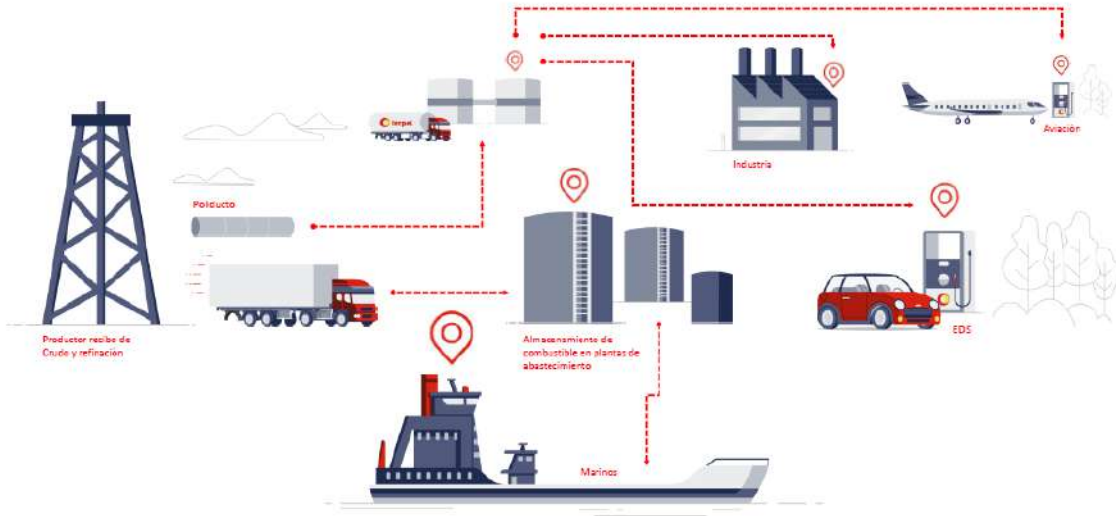 terpel
Aviación
Industria
Poliducto
EDS
Productor recibe de
Crudo y refinación
Almacenamiento de
combustible en plantas de
abastecimiento
Marinos